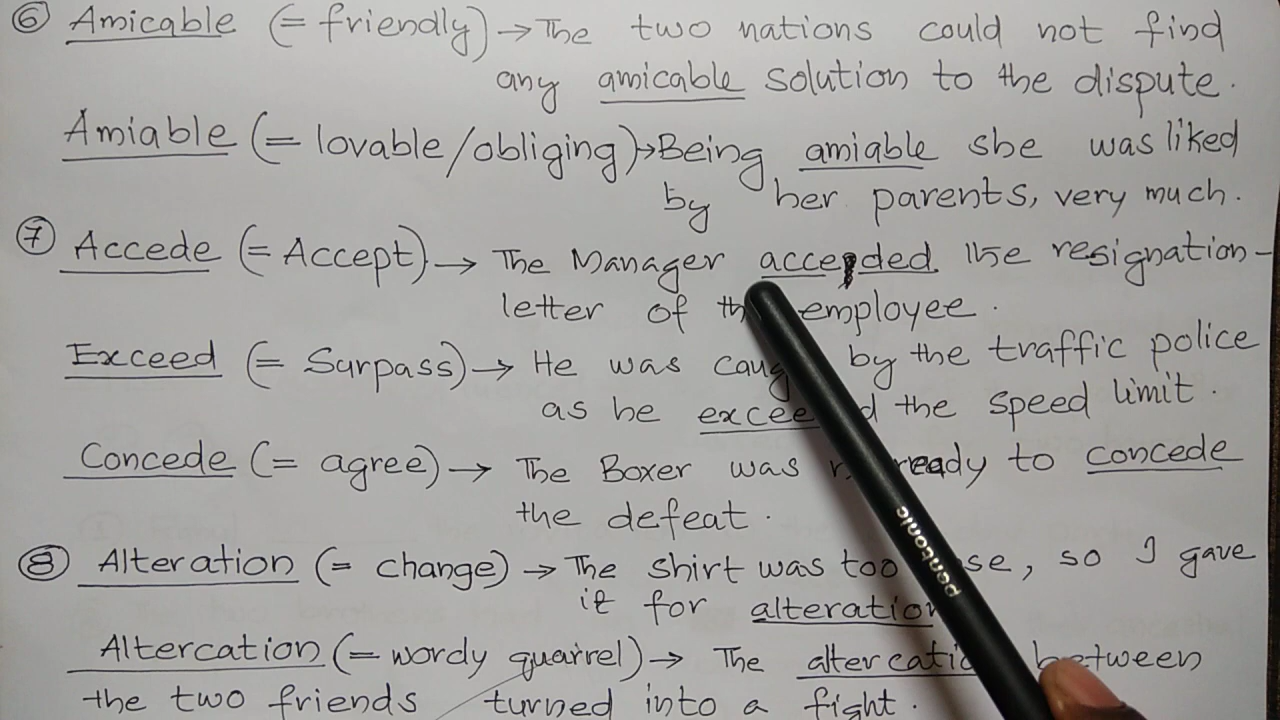 ⑥ Amicable (= friendly) → The two nations could not find
any amicable solution to the dispute.
Amiable (= lovable/obliging) → Being amiable she was liked
by her parents, very much.
⑦ Accede (= Accept) → The Manager acceded the resignation-
letter of employee.
Exceed (= Surpass) → He was by the traffic police
as he the speed limit.
Concede (= agree) → The Boxer was ready to concede
the defeat.
⑧ Alteration (= change) → The shirt was too , so I gave
it for alteration
Altercation (= wordy quarrel) → The between
the two friends turned into a fight.
pentonic